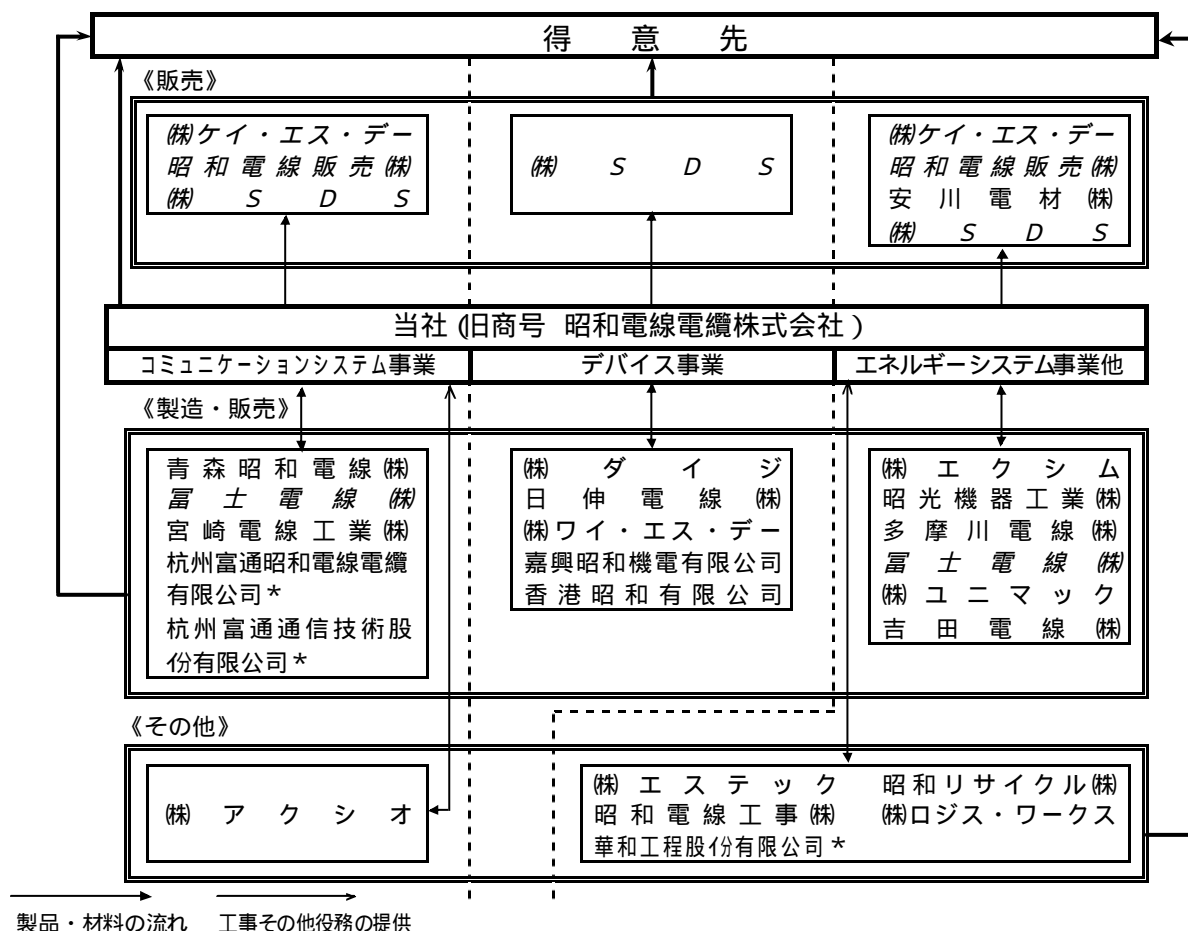 得意先
《販売》
㈱ケイ・エス・デー
昭和電線販売㈱
㈱SDS
㈱SDS
㈱ケイ・エス・デー
昭和電線販売㈱
安川電材㈱
㈱SDS
当社(旧商号 昭和電線電纜株式会社)
コミュニケーションシステム事業
デバイス事業
エネルギーシステム事業他
《製造・販売》
青森昭和電線㈱
冨士電線㈱
宮崎電線工業㈱
杭州富通昭和電線電纜
有限公司*
杭州富通通信技術股
份有限公司*
㈱ダイジ
日伸電線㈱
㈱ワイ・エス・デー
嘉興昭和機電有限公司
香港昭和有限公司
㈱エクシム
昭光機器工業㈱
多摩川電線㈱
冨士電線㈱
㈱ユニマック
吉田電線㈱
《その他》
㈱アクシオ
㈱エステック 昭和リサイクル㈱
昭和電線工事㈱ ㈱ロジス・ワークス
華和工程股份有限公司*
製品・材料の流れ 工事その他役務の提供